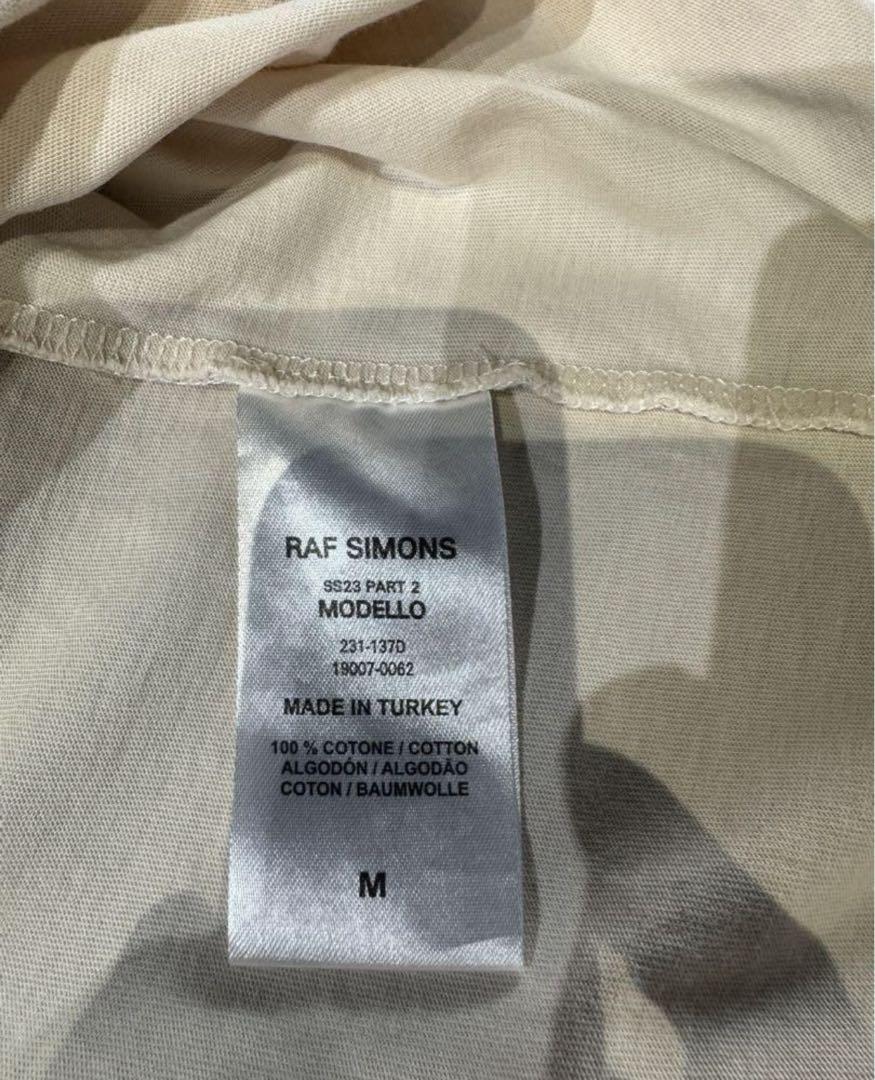 RAF SIMONS
SS23 PART 2
MODELLO
231-137D
19007-0062
MADE IN TURKEY
100 % COTONE / COTTON
ALGODÓN / ALGODÃO
COTON / BAUMWOLLE
M